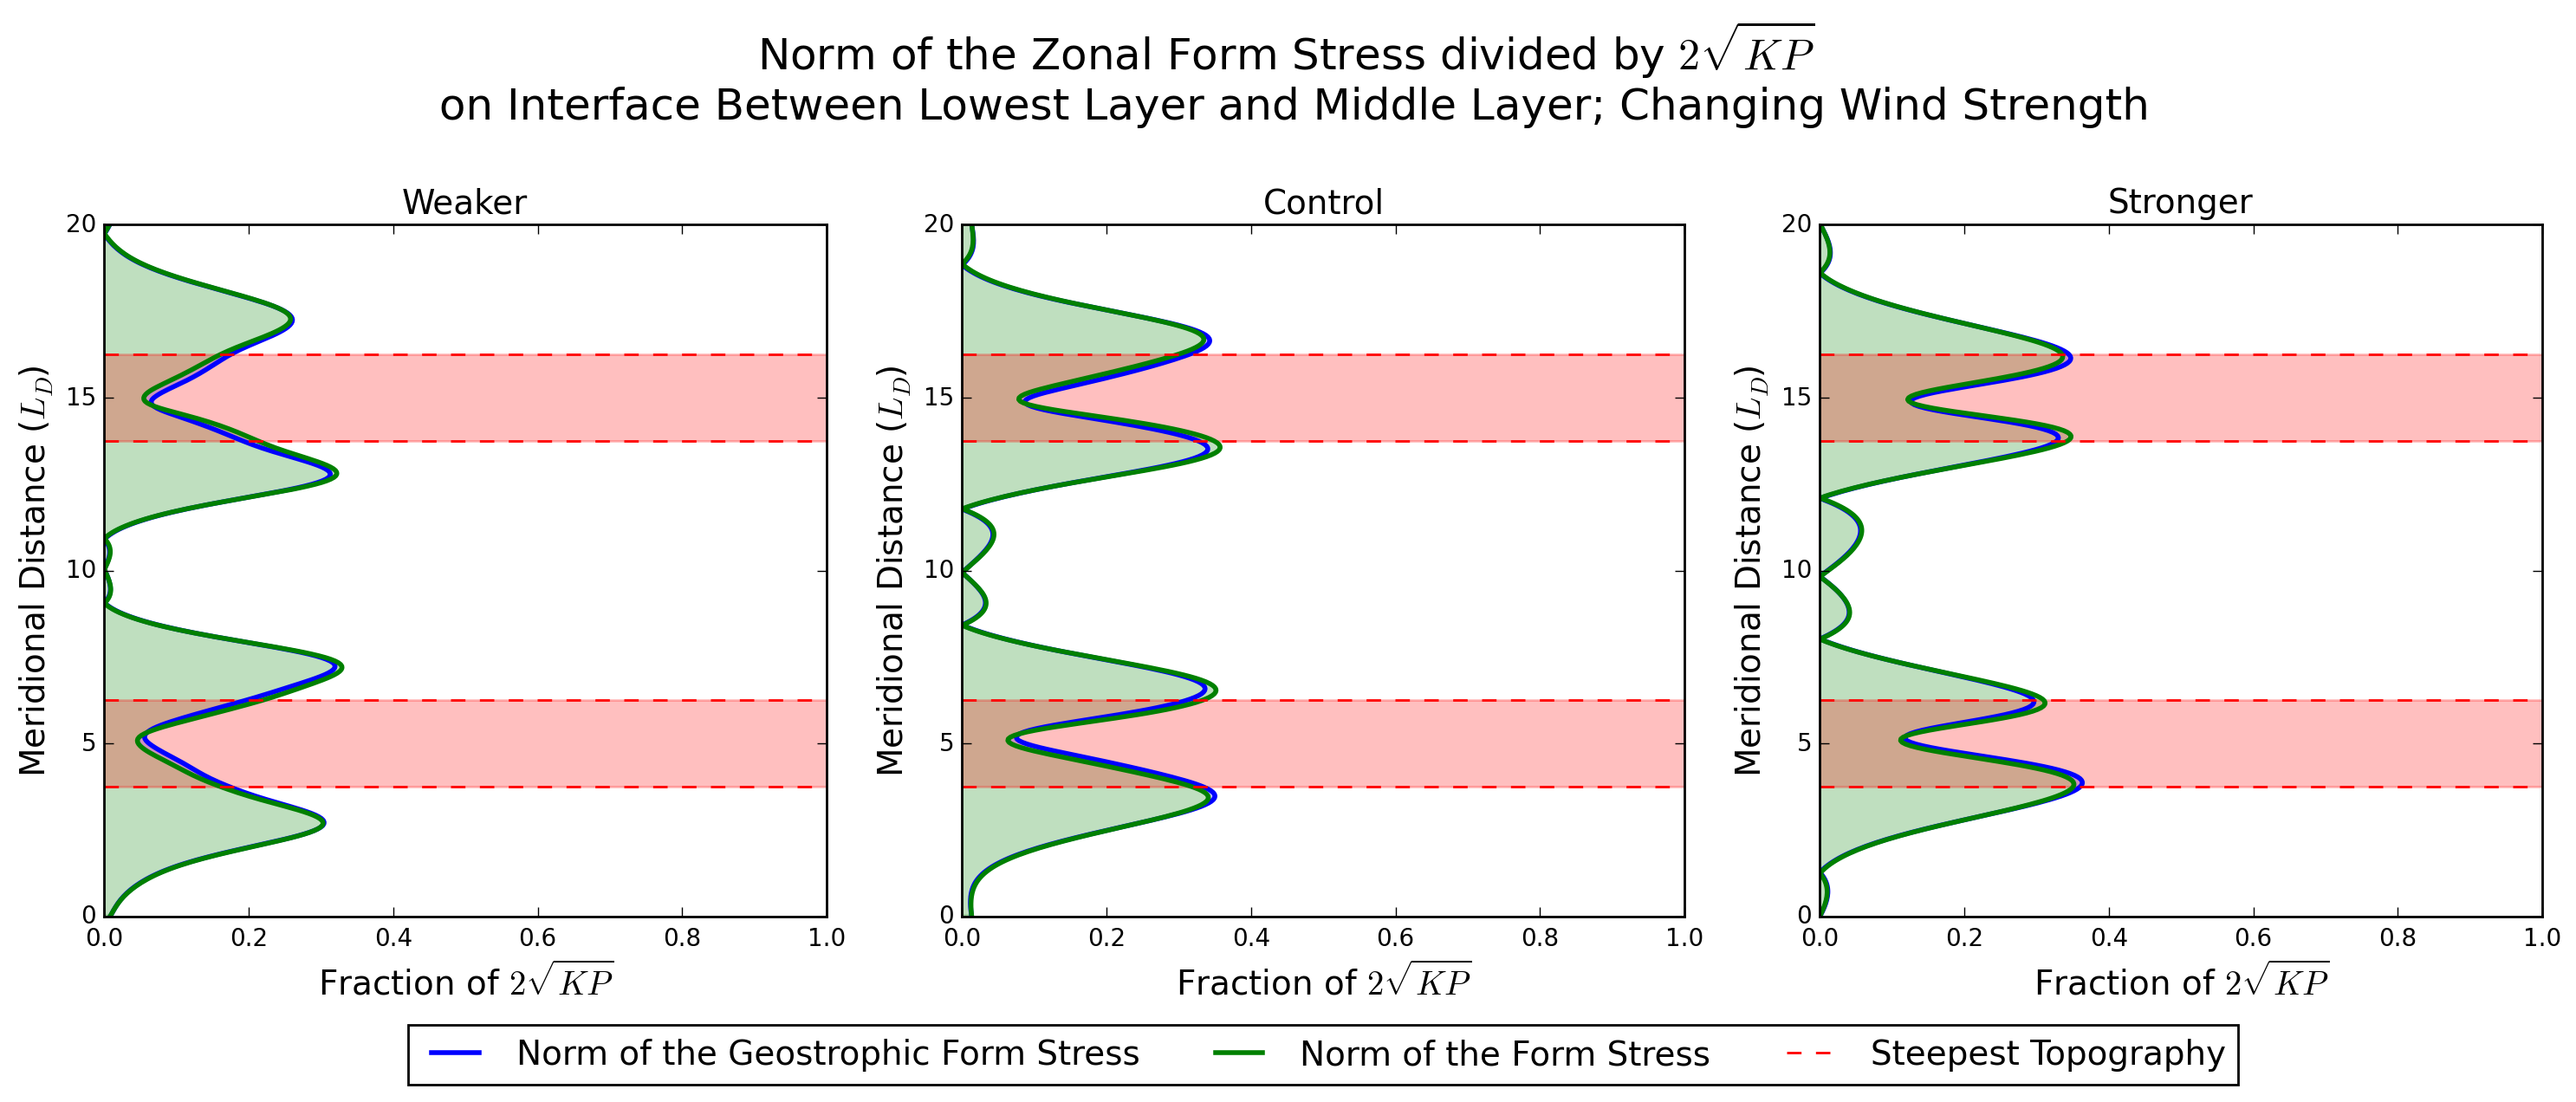 Norm of the Zonal Form Stress divided by 2√KP
on Interface Between Lowest Layer and Middle Layer; Changing Wind Strength
Weaker
Control
Stronger
Meridional Distance (L_D)
20
15
10
5
0
0.0 0.2 0.4 0.6 0.8 1.0
Fraction of 2√KP
Meridional Distance (L_D)
20
15
10
5
0
0.0 0.2 0.4 0.6 0.8 1.0
Fraction of 2√KP
Meridional Distance (L_D)
20
15
10
5
0
0.0 0.2 0.4 0.6 0.8 1.0
Fraction of 2√KP
Norm of the Geostrophic Form Stress Norm of the Form Stress Steepest Topography